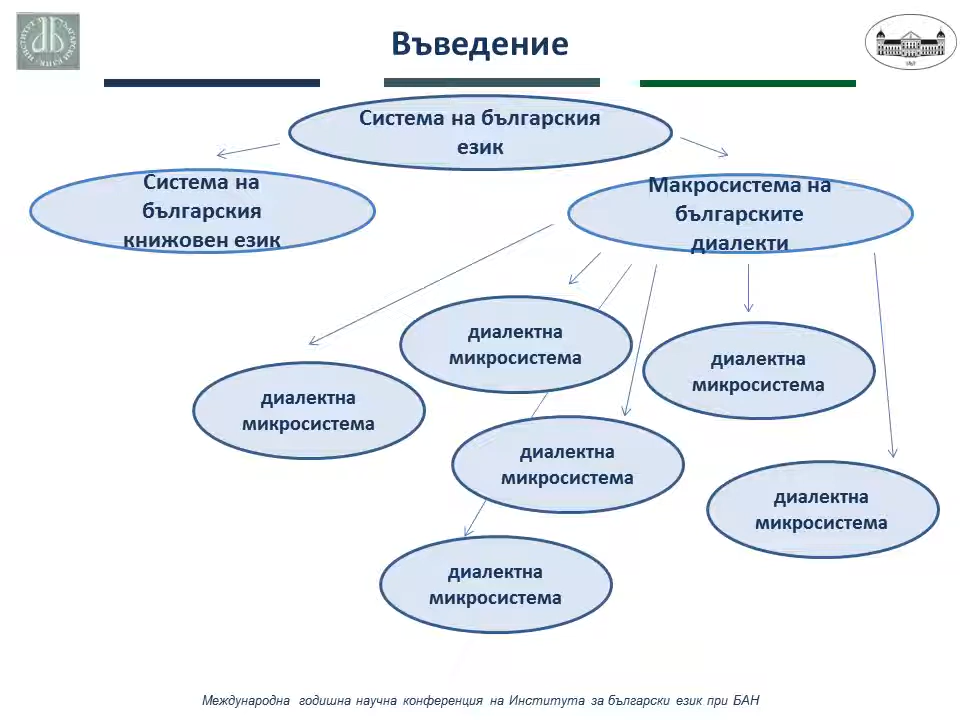 Въведение
Система на българския
език
Система на
българския
книжовен език
Макросистема на
българските
диалекти
диалектна
микросистема
диалектна
микросистема
диалектна
микросистема
диалектна
микросистема
диалектна
микросистема
диалектна
микросистема
Международна годишна научна конференция на Института за български език при БАН